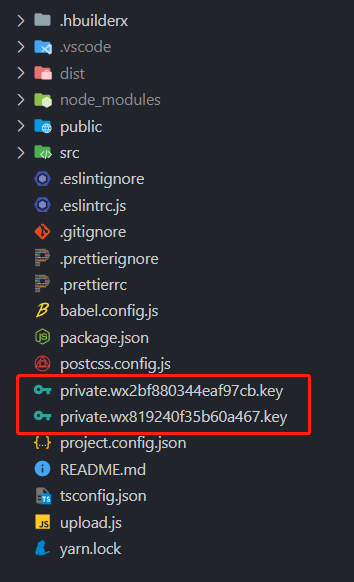 .hbuilderx
.vscode
dist
node_modules
public
src
.eslintignore
.eslintrc.js
.gitignore
.prettierignore
.prettierrc
babel.config.js
package.json
postcss.config.js
private.wx2bf880344eaf97cb.key
private.wx819240f35b60a467.key
project.config.json
README.md
tsconfig.json
upload.js
yarn.lock